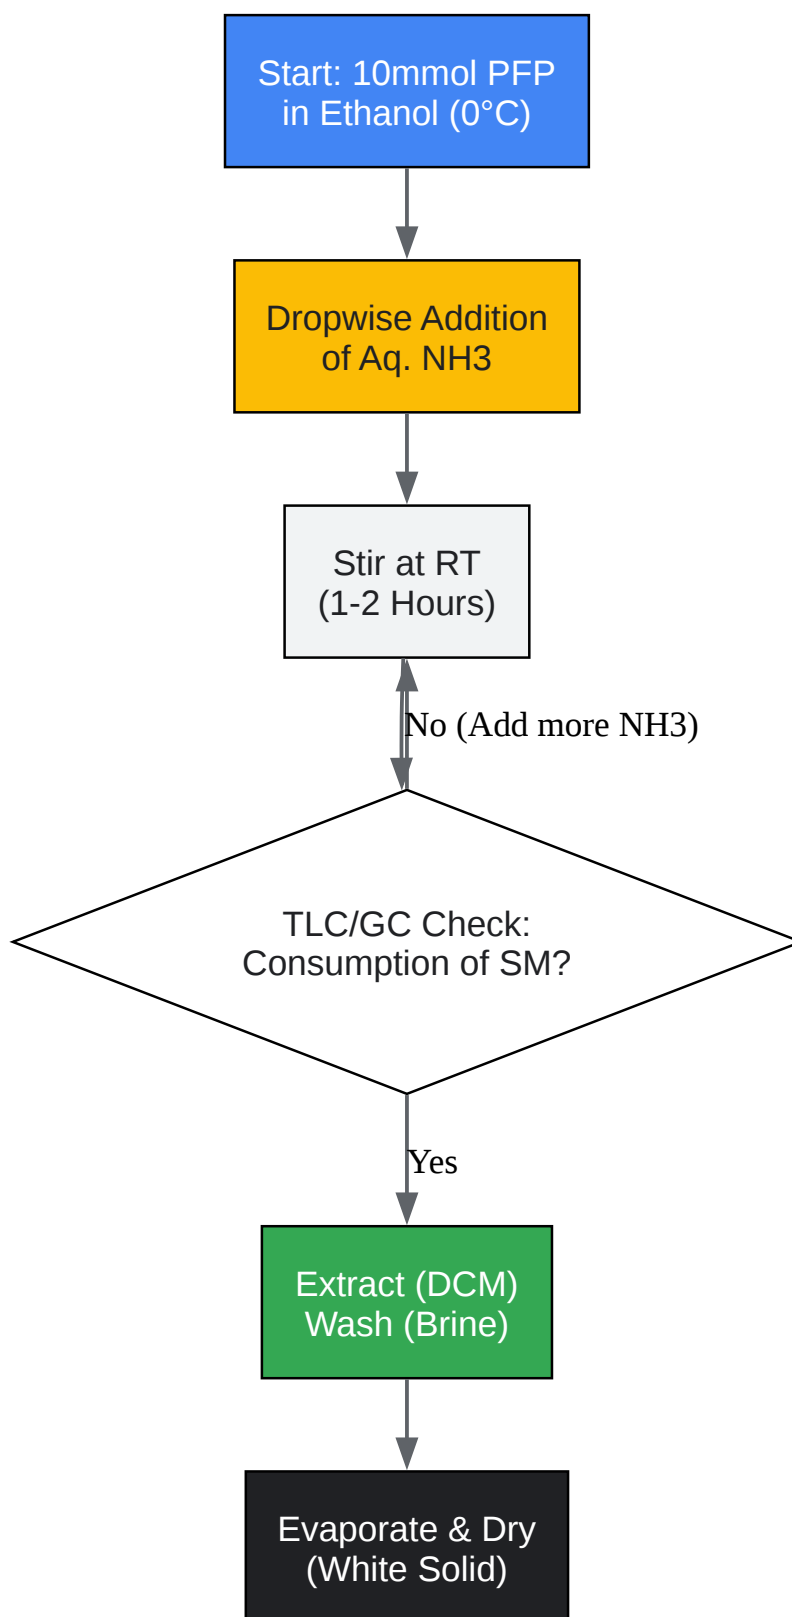 Start: 10mmol PFP
in Ethanol (0°C)
Dropwise Addition
of Aq. NH3
Stir at RT
(1-2 Hours)
No (Add more NH3)
TLC/GC Check:
Consumption of SM?
Yes
Extract (DCM)
Wash (Brine)
Evaporate & Dry
(White Solid)